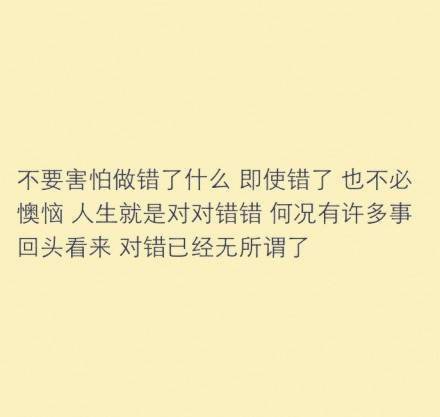 不要害怕做错了什么 即使错了 也不必
懊恼 人生就是对对错错 何况有许多事
回头看来 对错已经无所谓了